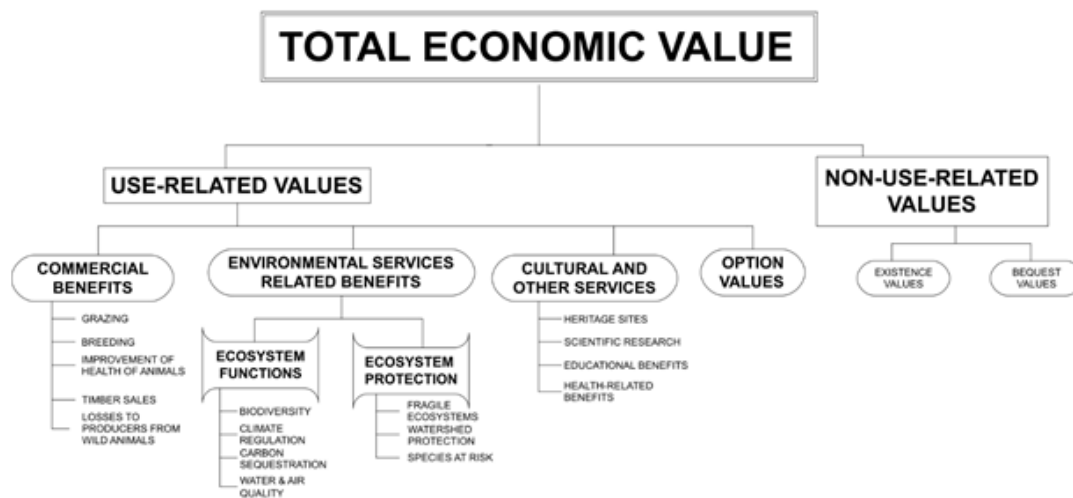 TOTAL ECONOMIC VALUE
USE-RELATED VALUES
NON-USE-RELATED
VALUES
COMMERCIAL
BENEFITS
ENVIRONMENTAL SERVICES
RELATED BENEFITS
CULTURAL AND
OTHER SERVICES
OPTION
VALUES
EXISTENCE
VALUES
BEQUEST
VALUES
GRAZING
BREEDING
IMPROVEMENT OF
HEALTH OF ANIMALS
TIMBER SALES
LOSSES TO
PRODUCERS FROM
WILD ANIMALS
ECOSYSTEM
FUNCTIONS
BIODIVERSITY
CLIMATE
REGULATION
CARBON
SEQUESTRATION
WATER & AIR
QUALITY
ECOSYSTEM
PROTECTION
FRAGILE
ECOSYSTEMS
WATERSHED
PROTECTION
SPECIES AT RISK
HERITAGE SITES
SCIENTIFIC RESEARCH
EDUCATIONAL BENEFITS
HEALTH-RELATED
BENEFITS